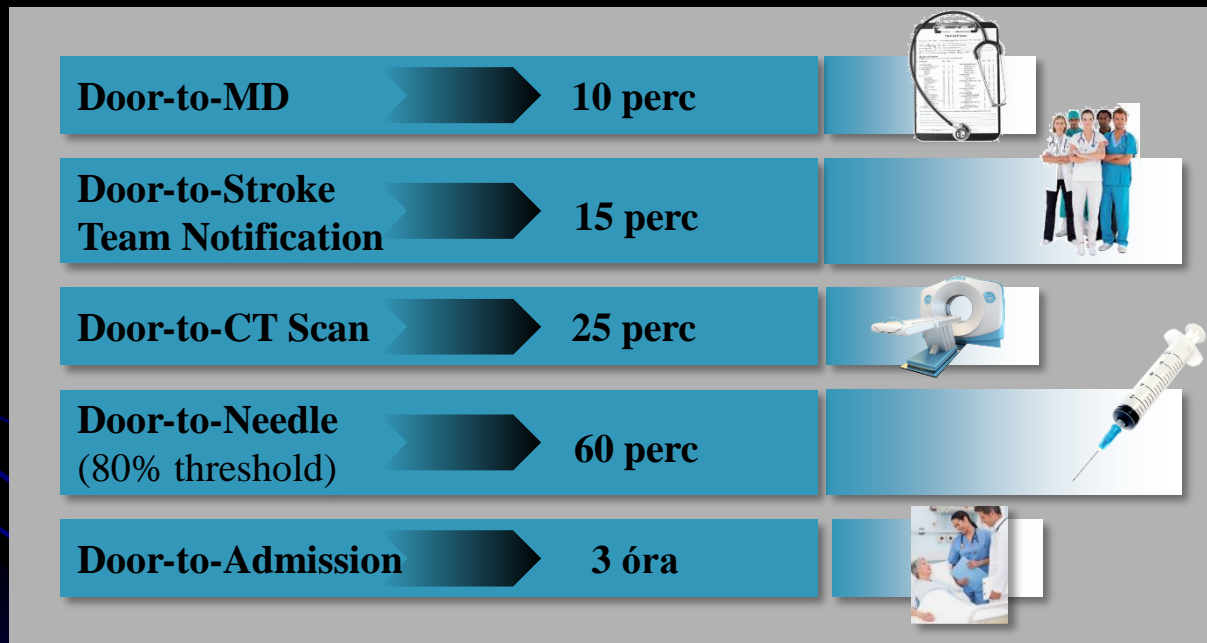 Door-to-MD 10 perc
Door-to-Stroke
Team Notification 15 perc
Door-to-CT Scan 25 perc
Door-to-Needle
(80% threshold) 60 perc
Door-to-Admission 3 óra